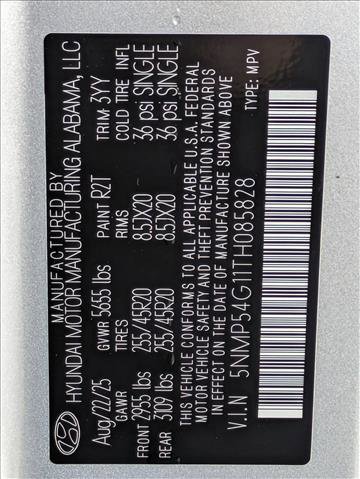 MANUFACTURED BY
HYUNDAI MOTOR MANUFACTURING ALABAMA, LLC
Aug/22/25 GVWR 5655 lbs PAINT R2T TRIM 3YY
GAWR TIRES RIMS COLD TIRE INFL
FRONT 2955 lbs 255/45R20 8.5JX20 36 psi SINGLE
REAR 3109 lbs 255/45R20 8.5JX20 36 psi SINGLE
THIS VEHICLE CONFORMS TO ALL APPLICABLE U.S.A. FEDERAL
MOTOR VEHICLE SAFETY AND THEFT PREVENTION STANDARDS
IN EFFECT ON THE DATE OF MANUFACTURE SHOWN ABOVE
V.I.N 5NMP54G11TH085828 TYPE: MPV